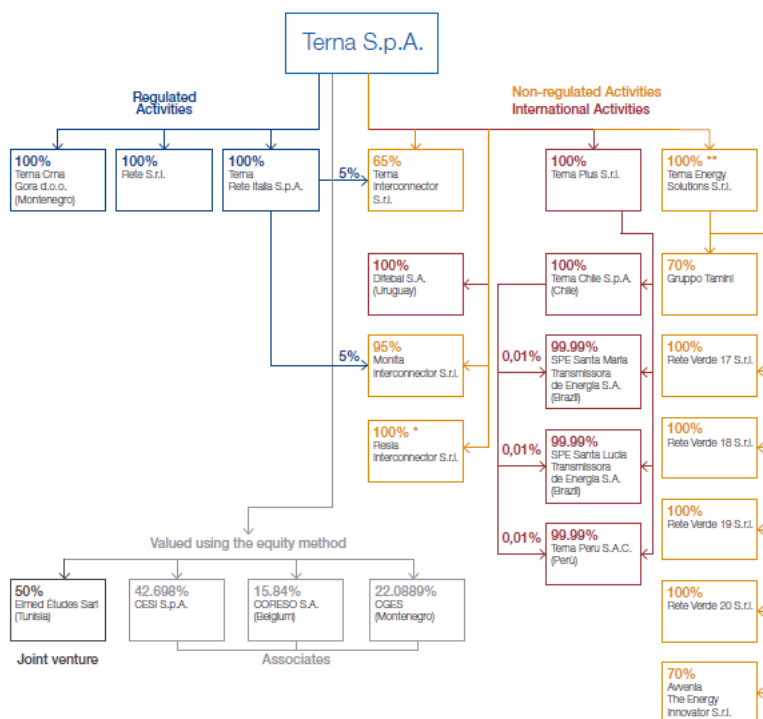 Terna S.p.A.
Regulated
Activities
Non-regulated Activities
International Activities
100%
Terna Crna
Gora d.o.o.
(Montenegro)
100%
Rete S.r.l.
100%
Terna
Rete Italia S.p.A.
5%
65%
Terna
Interconnector
S.r.l.
100%
Terna Plus S.r.l.
100% **
Terna Energy
Solutions S.r.l.
100%
Difebal S.A.
(Uruguay)
100%
Terna Chile S.p.A.
(Chile)
70%
Gruppo Tamini
5%
95%
Monita
Interconnector S.r.l.
0,01%
99.99%
SPE Santa Maria
Transmissora
de Energia S.A.
(Brazil)
100%
Rete Verde 17 S.r.l.
100% *
Resia
Interconnector S.r.l.
0,01%
99.99%
SPE Santa Lucia
Transmissora
de Energia S.A.
(Brazil)
100%
Rete Verde 18 S.r.l.
0,01%
99.99%
Terna Peru S.A.C.
(Perù)
100%
Rete Verde 19 S.r.l.
Valued using the equity method
50%
Elmed Études Sarl
(Tunisia)
42.698%
CESI S.p.A.
15.84%
CORESO S.A.
(Belgium)
22.0889%
CGES
(Montenegro)
100%
Rete Verde 20 S.r.l.
Joint venture
Associates
70%
Avvenia
The Energy
Innovator S.r.l.